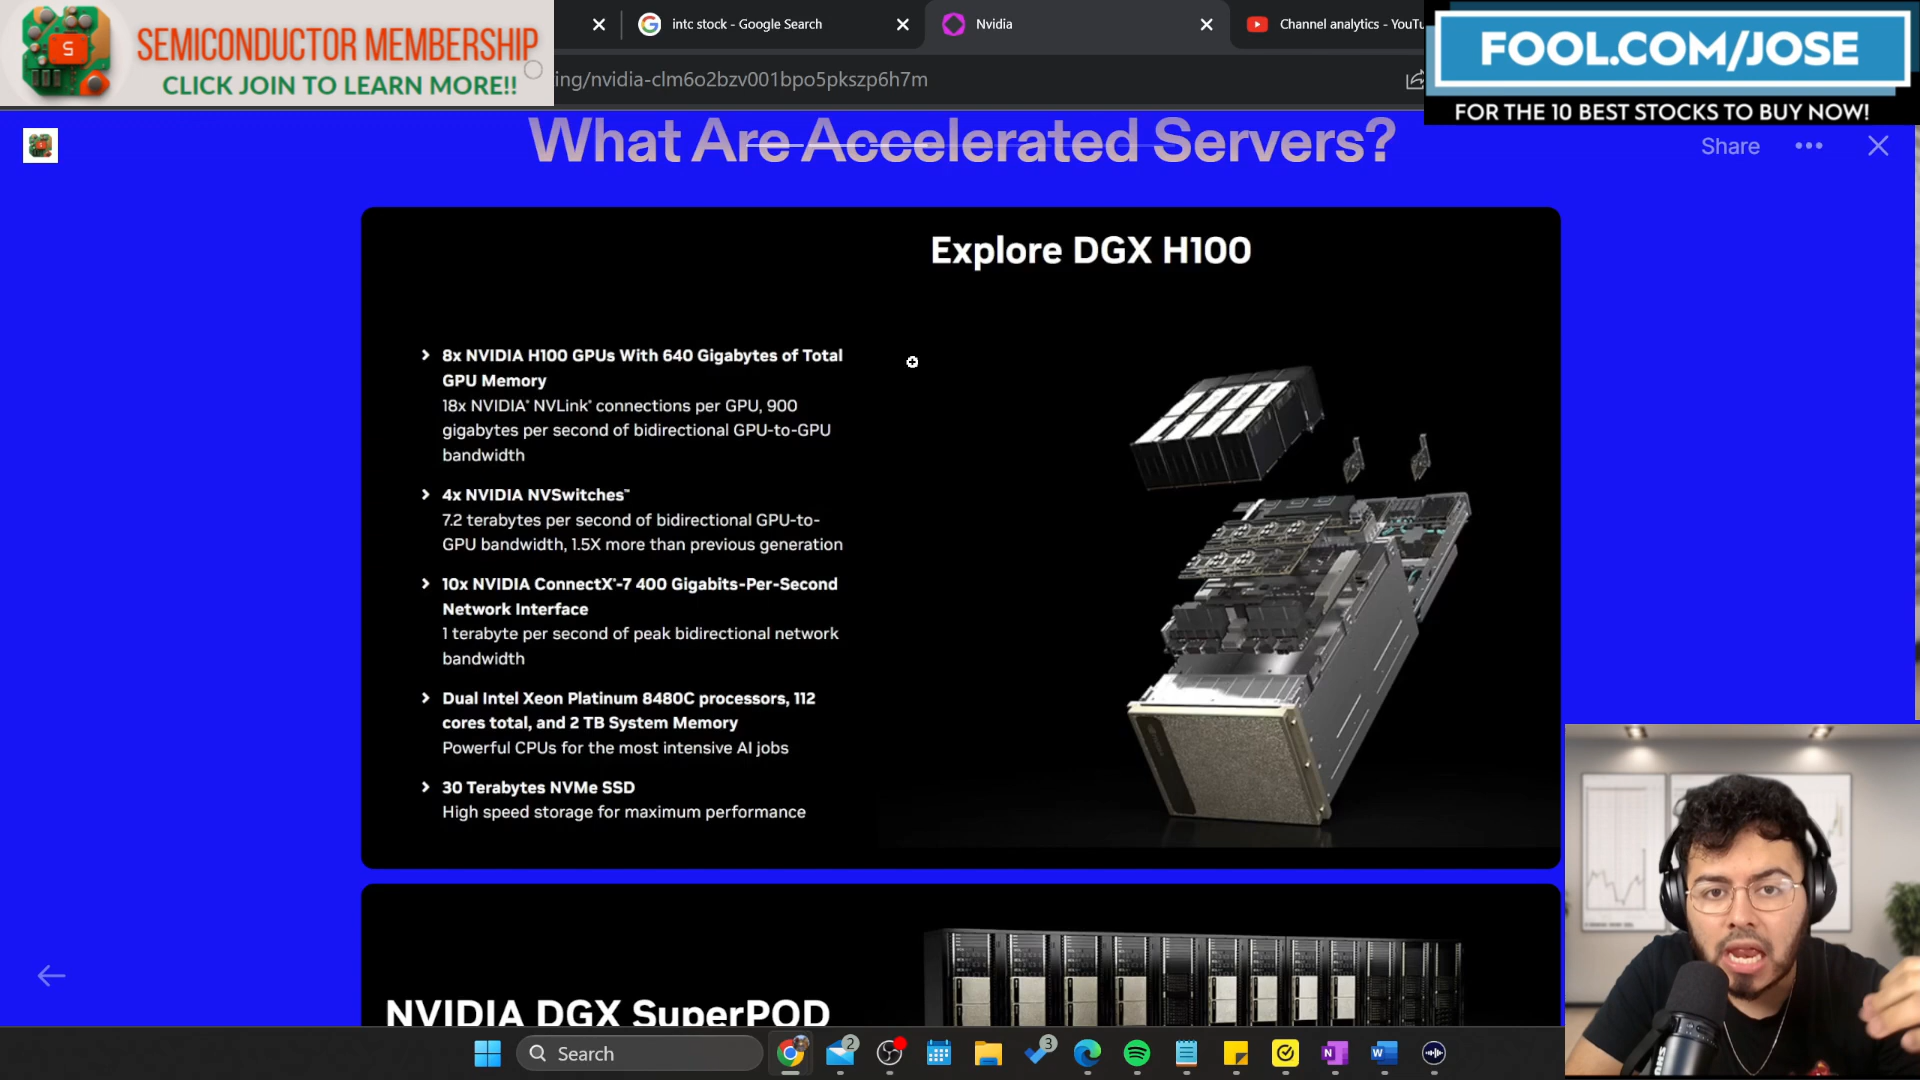 SEMICONDUCTOR MEMBERSHIP
CLICK JOIN TO LEARN MORE!!
S
intc stock - Google Search
Nvidia
Channel analytics - YouTu
ing/nvidia-clm6o2bzv001bpo5pkszp6h7m
FOOL.COM/JOSE
FOR THE 10 BEST STOCKS TO BUY NOW!
What Are Accelerated Servers?
Share
Explore DGX H100
8x NVIDIA H100 GPUs With 640 Gigabytes of Total
GPU Memory
18x NVIDIA® NVLink® connections per GPU, 900
gigabytes per second of bidirectional GPU-to-GPU
bandwidth
4x NVIDIA NVSwitches™
7.2 terabytes per second of bidirectional GPU-to-
GPU bandwidth, 1.5X more than previous generation
10x NVIDIA ConnectX®-7 400 Gigabits-Per-Second
Network Interface
1 terabyte per second of peak bidirectional network
bandwidth
Dual Intel Xeon Platinum 8480C processors, 112
cores total, and 2 TB System Memory
Powerful CPUs for the most intensive AI jobs
30 Terabytes NVMe SSD
High speed storage for maximum performance
NVIDIA DGX SuperPOD
Search
2
3
N
W